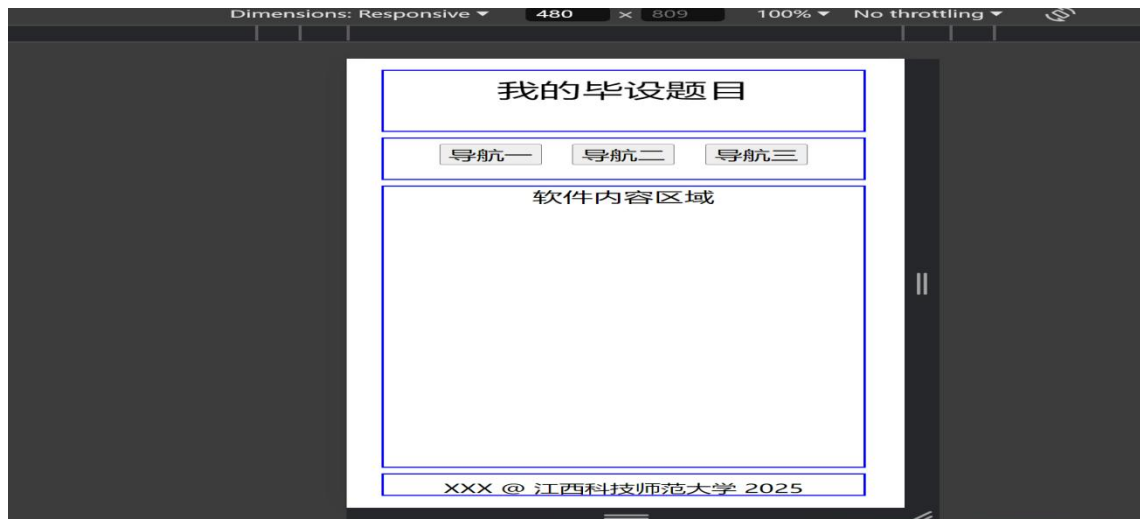 Dimensions: Responsive 480 × 809 100% No throttling
我的毕设题目
导航一 导航二 导航三
软件内容区域
XXX @ 江西科技师范大学 2025